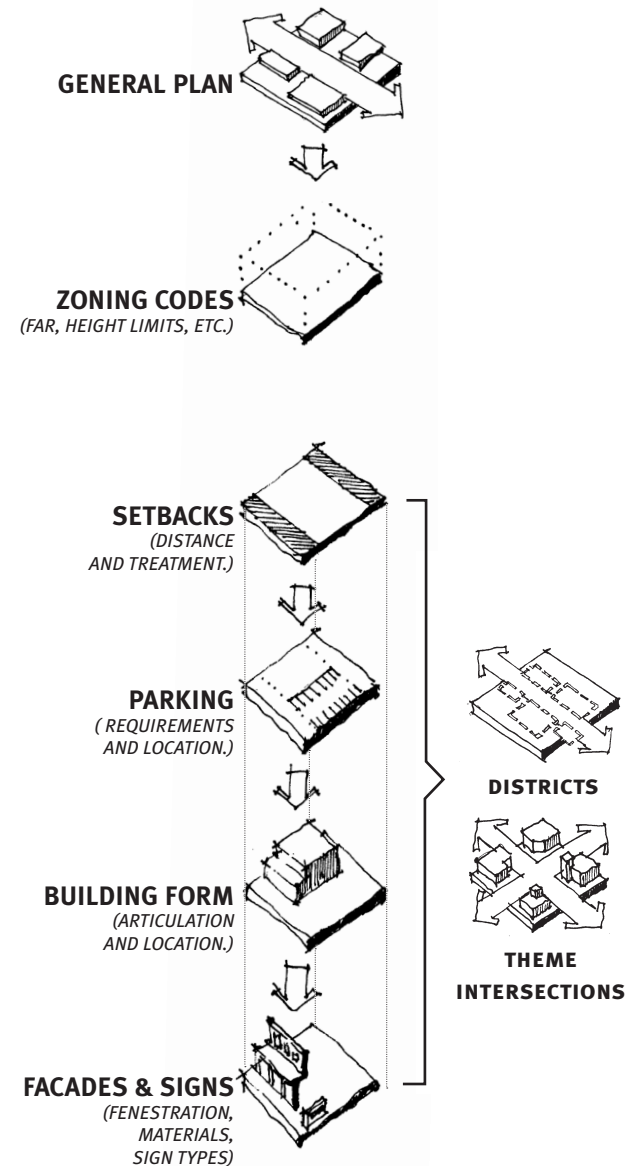 GENERAL PLAN
ZONING CODES
(FAR, HEIGHT LIMITS, ETC.)
SETBACKS
(DISTANCE
AND TREATMENT.)
PARKING
( REQUIREMENTS
AND LOCATION.)
BUILDING FORM
(ARTICULATION
AND LOCATION.)
FACADES & SIGNS
(FENESTRATION,
MATERIALS,
SIGN TYPES)
DISTRICTS
THEME
INTERSECTIONS